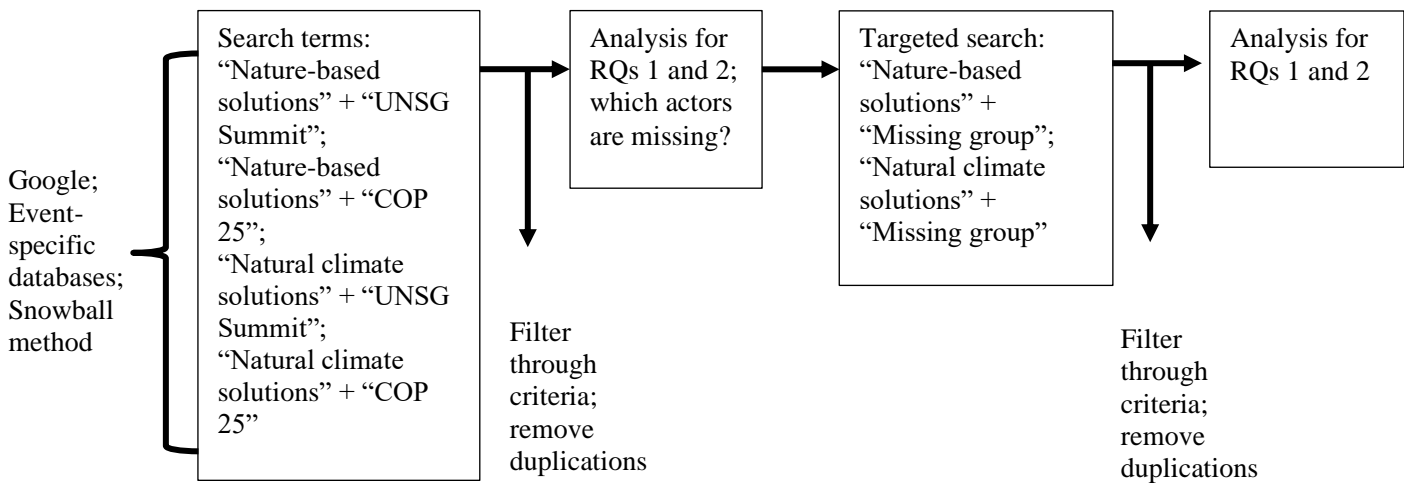 Google;
Event-
specific
databases;
Snowball
method
Search terms:
“Nature-based
solutions” + “UNSG
Summit”;
“Nature-based
solutions” + “COP
25”;
“Natural climate
solutions” + “UNSG
Summit”;
“Natural climate
solutions” + “COP
25”
Filter
through
criteria;
remove
duplications
Analysis for
RQs 1 and 2;
which actors
are missing?
Targeted search:
“Nature-based
solutions” +
“Missing group”;
“Natural climate
solutions” +
“Missing group”
Filter
through
criteria;
remove
duplications
Analysis for
RQs 1 and 2